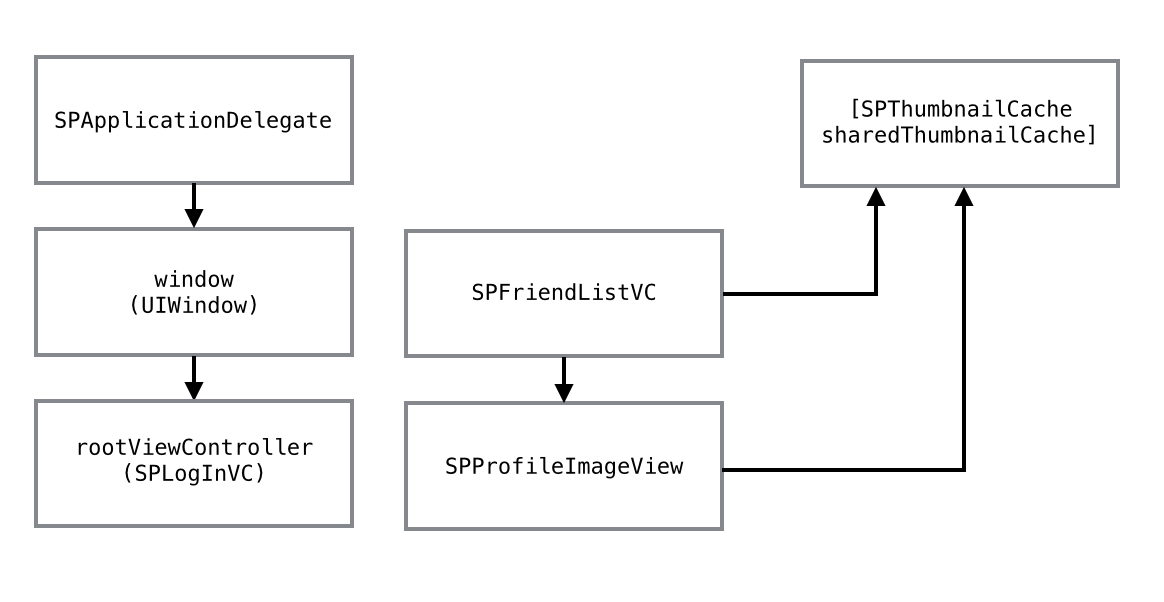 SPApplicationDelegate
window
(UIWindow)
rootViewController
(SPLogInVC)
SPFriendListVC
SPProfileImageView
[SPThumbnailCache
sharedThumbnailCache]